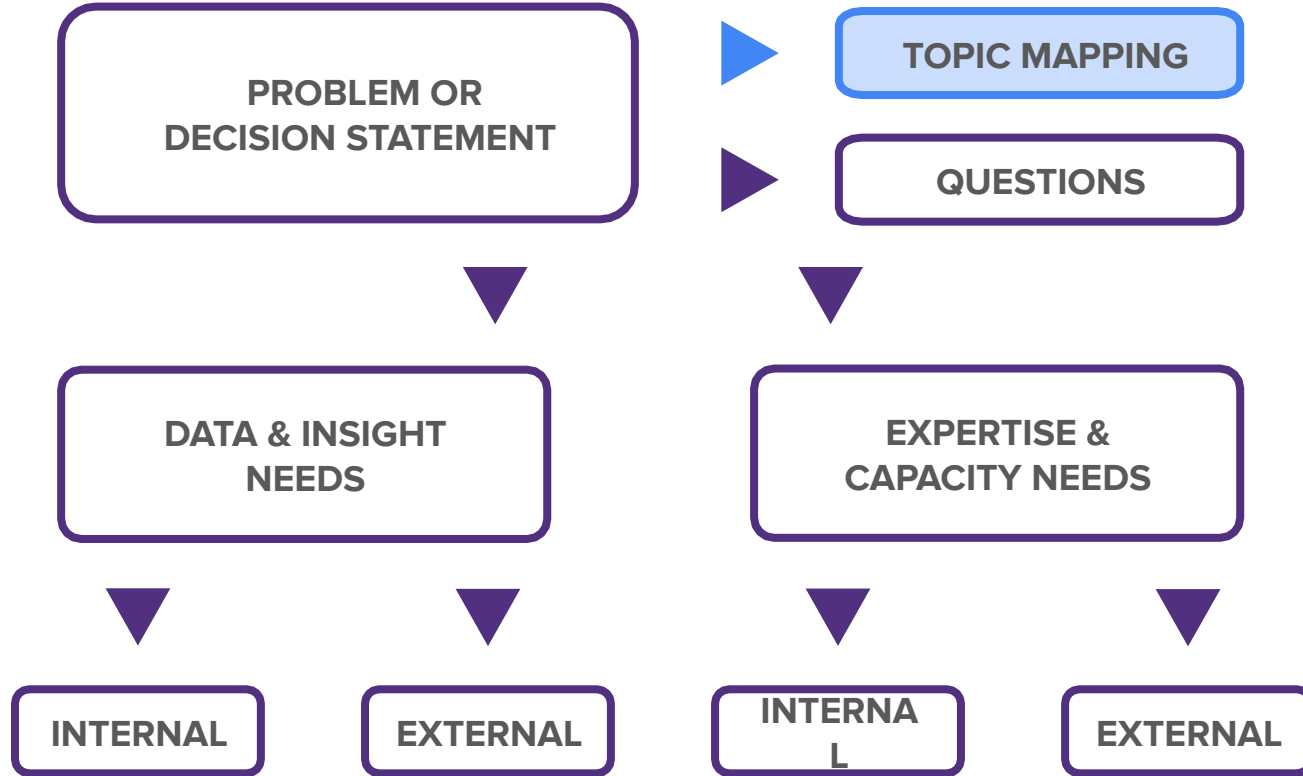 PROBLEM OR
DECISION STATEMENT
TOPIC MAPPING
QUESTIONS
DATA & INSIGHT
NEEDS
EXPERTISE &
CAPACITY NEEDS
INTERNAL
EXTERNAL
INTERNA
L
EXTERNAL